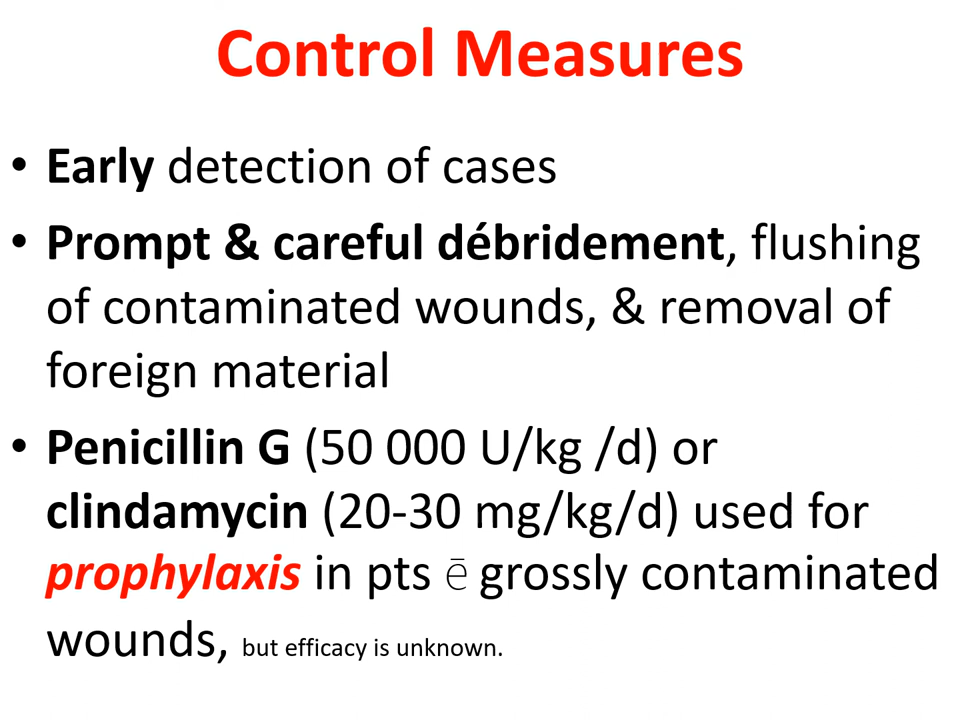 Control Measures
• Early detection of cases
• Prompt & careful débridement, flushing
of contaminated wounds, & removal of
foreign material
• Penicillin G (50 000 U/kg /d) or
clindamycin (20-30 mg/kg/d) used for
prophylaxis in pts ē grossly contaminated
wounds, but efficacy is unknown.